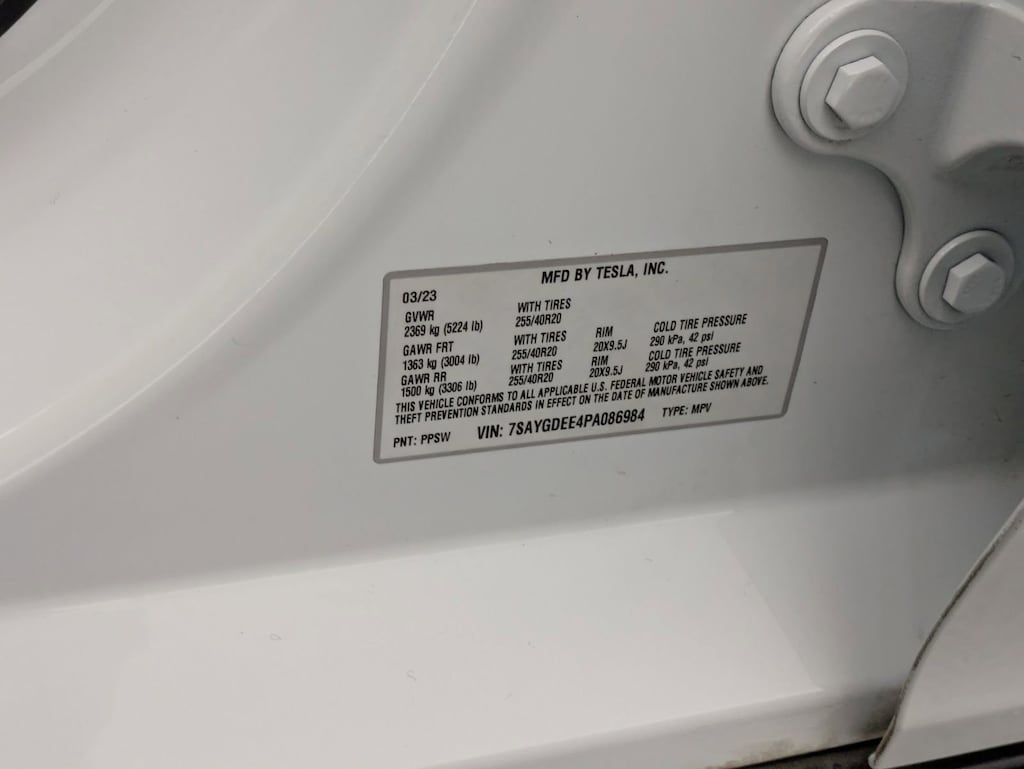 MFD BY TESLA, INC.
03/23
GVWR WITH TIRES
2369 kg (5224 lb) 255/40R20
GAWR FRT WITH TIRES RIM COLD TIRE PRESSURE
1363 kg (3004 lb) 255/40R20 20X9.5J 290 kPa, 42 psi
GAWR RR WITH TIRES RIM COLD TIRE PRESSURE
1500 kg (3306 lb) 255/40R20 20X9.5J 290 kPa, 42 psi
THIS VEHICLE CONFORMS TO ALL APPLICABLE U.S. FEDERAL MOTOR VEHICLE SAFETY AND
THEFT PREVENTION STANDARDS IN EFFECT ON THE DATE OF MANUFACTURE SHOWN ABOVE.
PNT: PPSW VIN: 7SAYGDEE4PA086984 TYPE: MPV